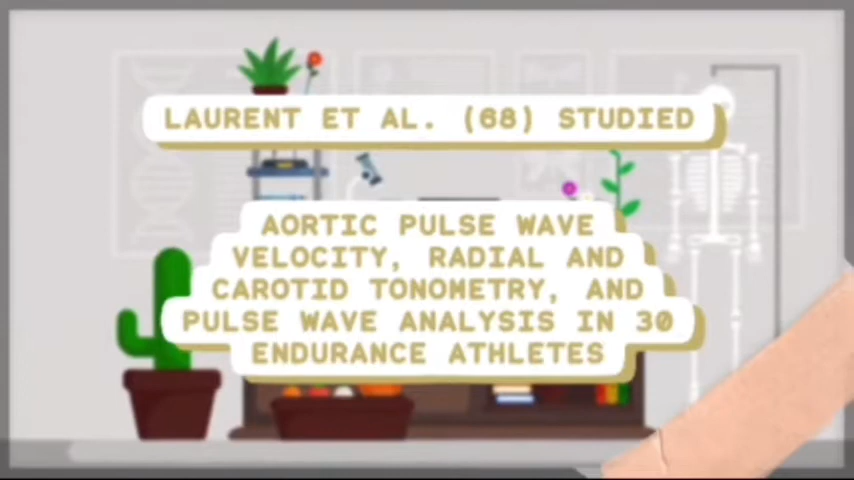 LAURENT ET AL. (68) STUDIED
AORTIC PULSE WAVE
VELOCITY, RADIAL AND
CAROTID TONOMETRY, AND
PULSE WAVE ANALYSIS IN 30
ENDURANCE ATHLETES